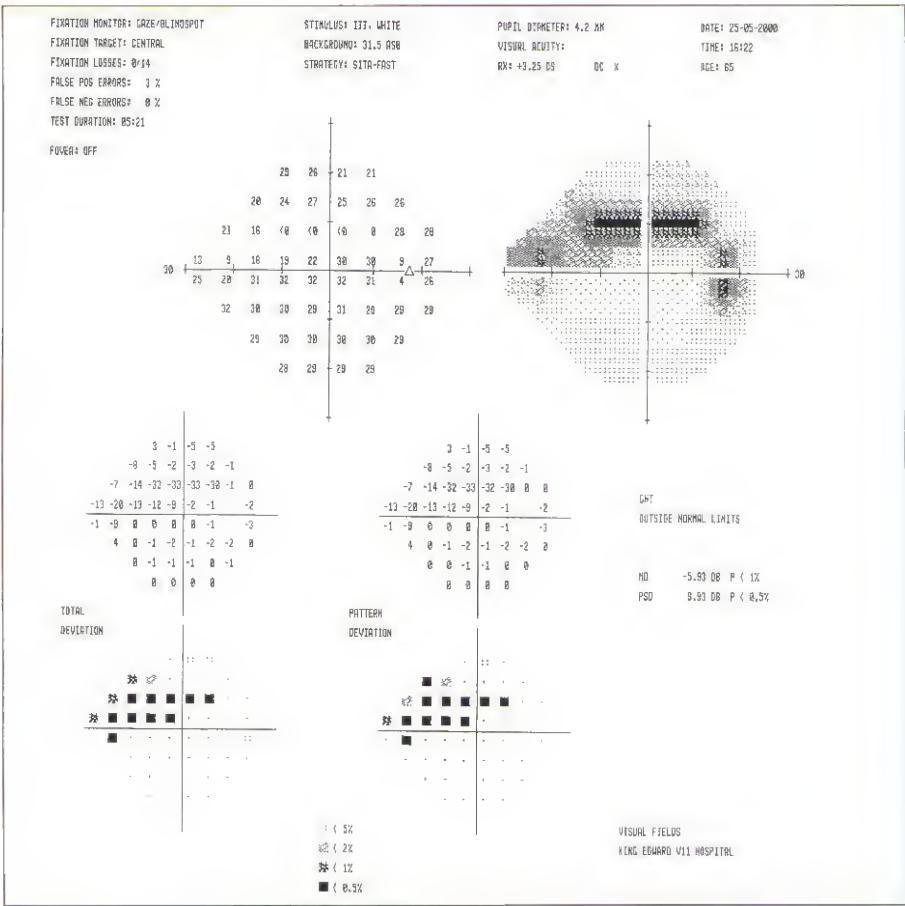 FIXATION MONITOR: GAZE/BLINDSPOT
FIXATION TARGET: CENTRAL
FIXATION LOSSES: 0/14
FALSE POS ERRORS: 3 %
FALSE NEG ERRORS: 0 %
TEST DURATION: 05:21
FOVEA: OFF
STIMULUS: III, WHITE
BACKGROUND: 31.5 ASB
STRATEGY: SITA-FAST
PUPIL DIAMETER: 4.2 MM
VISUAL ACUITY:
RX: +3.25 DS DC X
DATE: 25-05-2000
TIME: 16:22
AGE: 65
26 21 21
20 24 27 25 26 26
21 16 <0 <0 <0 0 28 28
30 13 9 18 19 22 30 30 9 27
25 20 31 32 32 32 31 4 26
32 30 30 29 31 29 29
29 30 30 30 30 29
28 29 29 29
30
3 -1 -5 -5
-8 -5 -2 -3 -2 -1
-7 -14 -32 -33 -33 -30 -1 0
-13 -20 -13 -12 -9 -2 -1 -2
-1 -9 0 0 0 0 -1 -3
4 0 -1 -2 -1 -2 -2 0
0 -1 -1 -1 0 -1
0 0 0 0
TOTAL
DEVIATION
3 -1 -5 -5
-8 -5 -2 -3 -2 -1
-7 -14 -32 -33 -32 -30 0 0
-13 -20 -13 -12 -9 -2 -1 -2
-1 -9 0 0 0 0 -1 -3
4 0 -1 -2 -1 -2 -2 0
0 0 -1 -1 0 0
0 0 0 0
PATTERN
DEVIATION
GHT
OUTSIDE NORMAL LIMITS
MD -5.93 DB P < 1%
PSD 9.93 DB P < 0.5%
< 5%
< 2%
< 1%
< 0.5%
VISUAL FIELDS
KING EDWARD V11 HOSPITAL